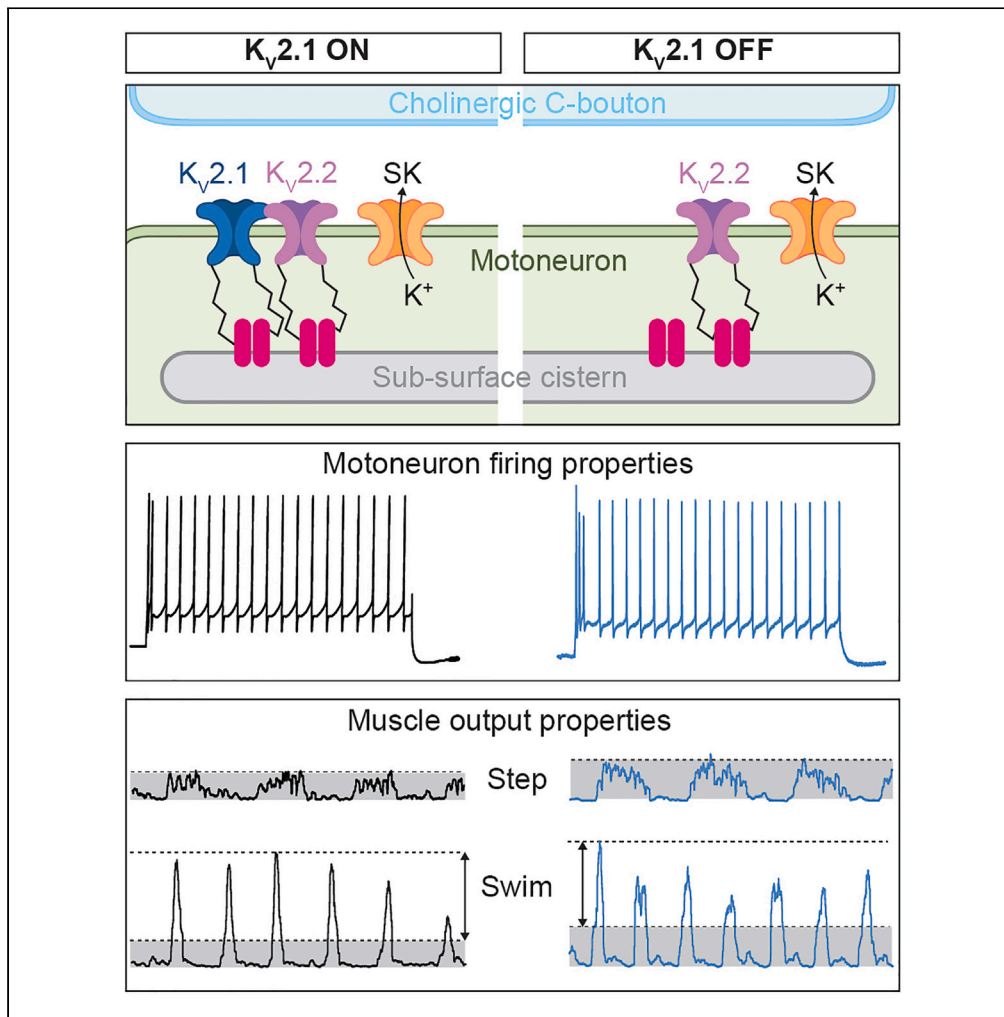 Kᵥ2.1 ON
Kᵥ2.1 OFF
Cholinergic C-bouton
Kᵥ2.1
Kᵥ2.2
SK
Kᵥ2.2
SK
Motoneuron
K⁺
K⁺
Sub-surface cistern
Motoneuron firing properties
Muscle output properties
Step
Swim